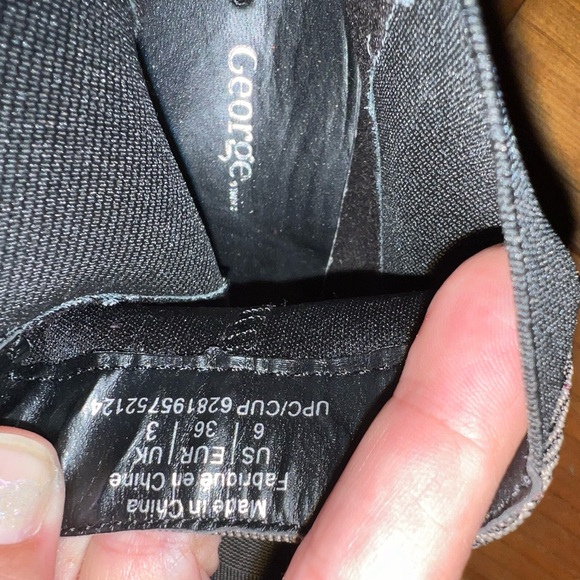 George
Made in China
Fabriqué en Chine
US | EUR | UK
6 | 36 | 3
UPC/CUP 628195752124